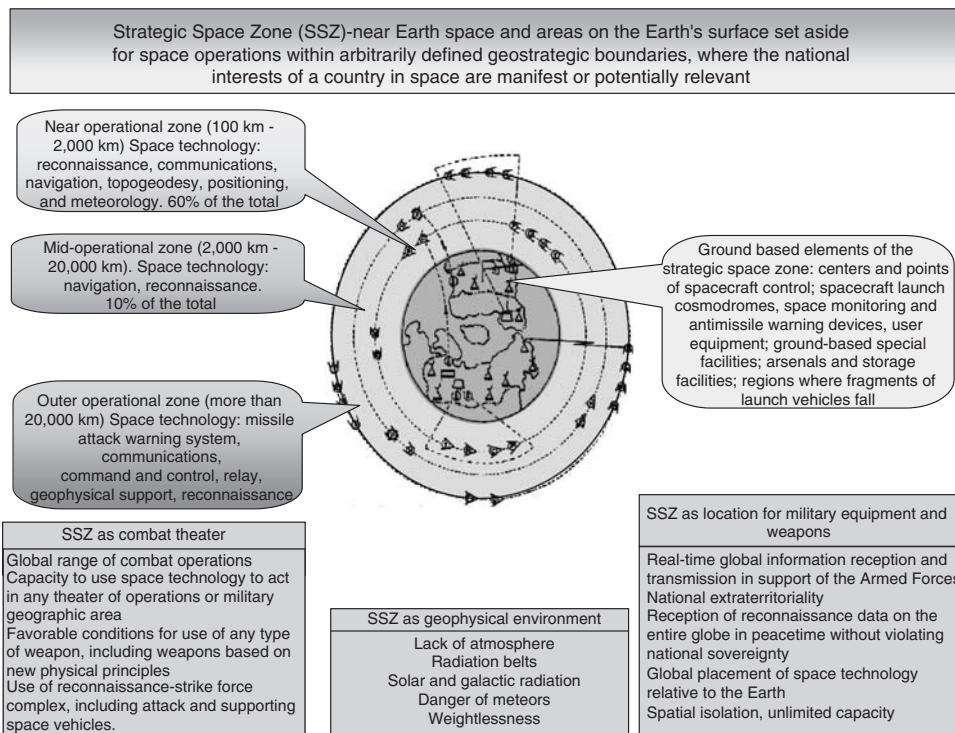 Strategic Space Zone (SSZ)-near Earth space and areas on the Earth's surface set aside
for space operations within arbitrarily defined geostrategic boundaries, where the national
interests of a country in space are manifest or potentially relevant
Near operational zone (100 km -
2,000 km) Space technology:
reconnaissance, communications,
navigation, topogeodesy, positioning,
and meteorology. 60% of the total
Mid-operational zone (2,000 km -
20,000 km). Space technology:
navigation, reconnaissance.
10% of the total
Outer operational zone (more than
20,000 km) Space technology: missile
attack warning system,
communications,
command and control, relay,
geophysical support, reconnaissance
Ground based elements of the
strategic space zone: centers and points
of spacecraft control; spacecraft launch
cosmodromes, space monitoring and
antimissile warning devices, user
equipment; ground-based special
facilities; arsenals and storage
facilities; regions where fragments of
launch vehicles fall
SSZ as combat theater
Global range of combat operations
Capacity to use space technology to act
in any theater of operations or military
geographic area
Favorable conditions for use of any type
of weapon, including weapons based on
new physical principles
Use of reconnaissance-strike force
complex, including attack and supporting
space vehicles.
SSZ as geophysical environment
Lack of atmosphere
Radiation belts
Solar and galactic radiation
Danger of meteors
Weightlessness
SSZ as location for military equipment and
weapons
Real-time global information reception and
transmission in support of the Armed Forces
National extraterritoriality
Reception of reconnaissance data on the
entire globe in peacetime without violating
national sovereignty
Global placement of space technology
relative to the Earth
Spatial isolation, unlimited capacity